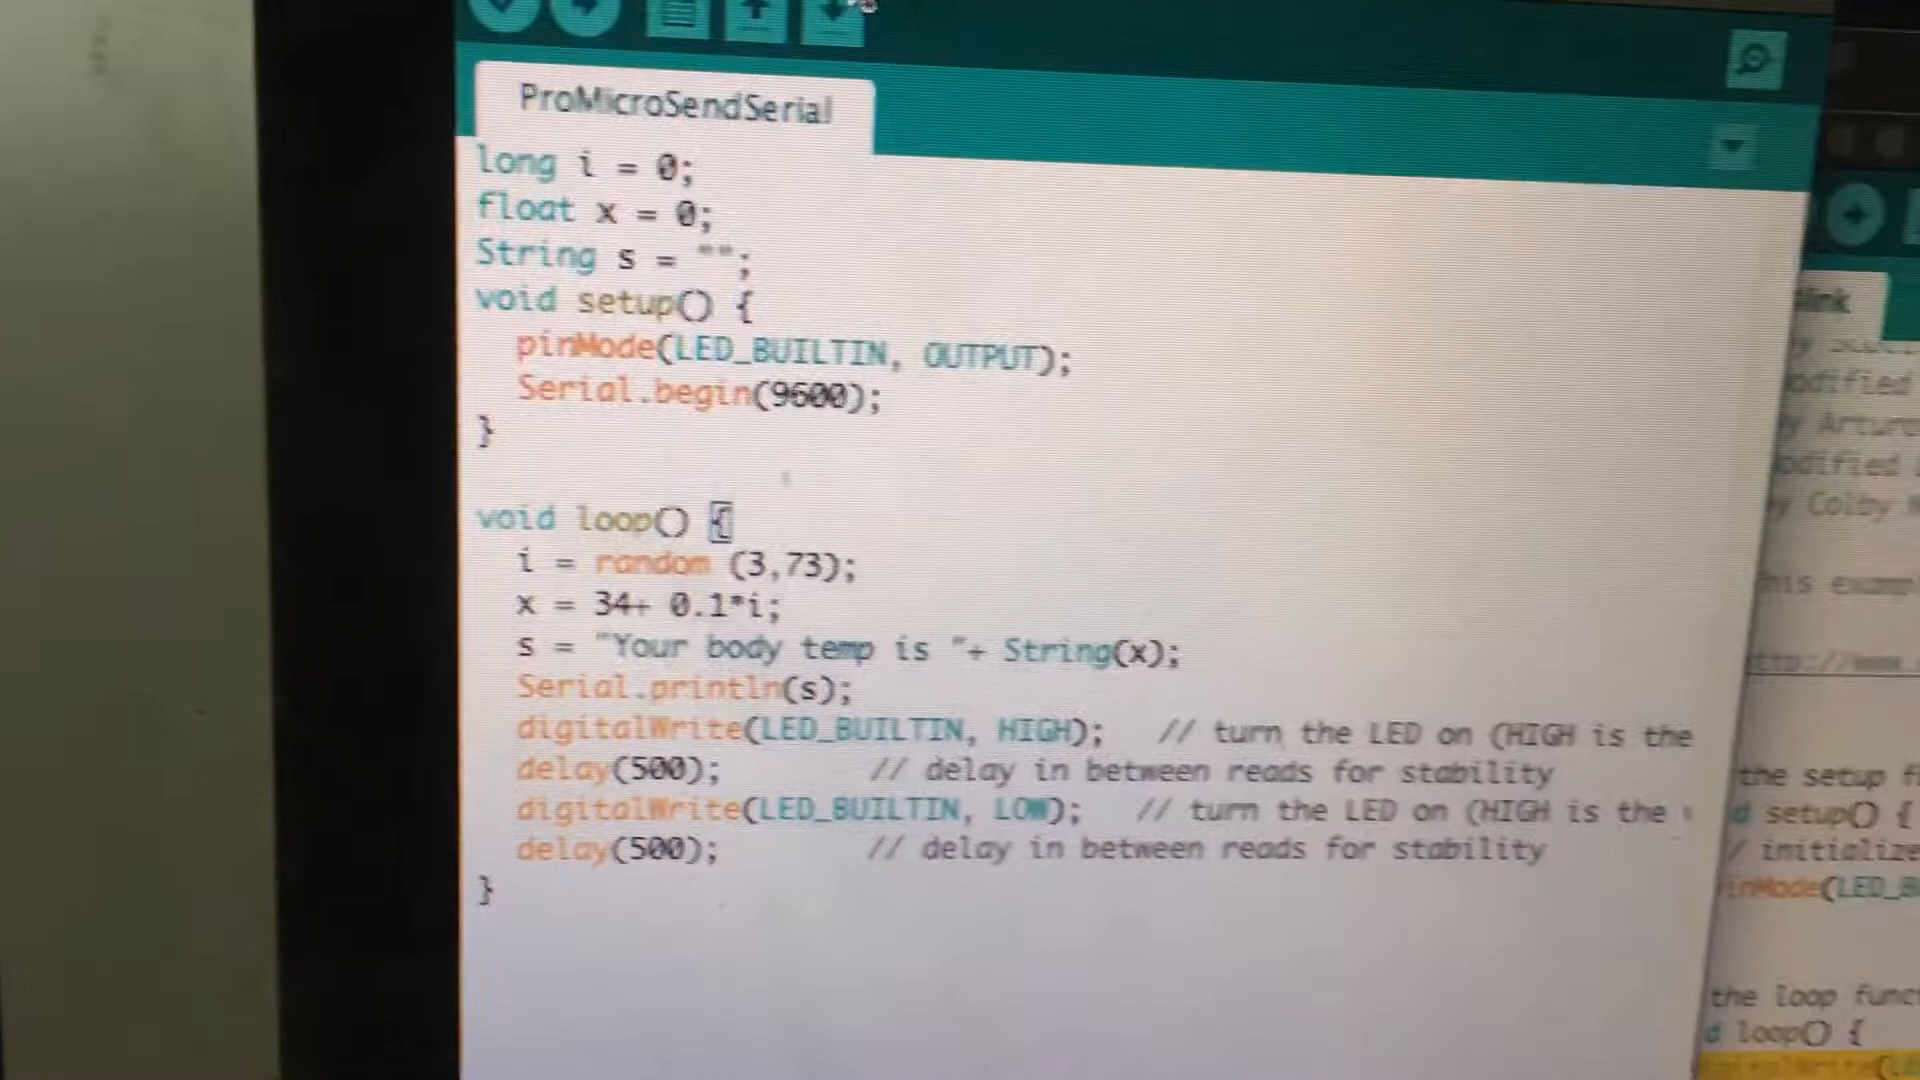 ProMicroSendSerial
long i = 0;
float x = 0;
String s = "";
void setup() {
pinMode(LED_BUILTIN, OUTPUT);
Serial.begin(9600);
}
void loop() {
i = random (3,73);
x = 34+ 0.1*i;
s = "Your body temp is "+ String(x);
Serial.println(s);
digitalWrite(LED_BUILTIN, HIGH); // turn the LED on (HIGH is the
delay(500); // delay in between reads for stability
digitalWrite(LED_BUILTIN, LOW); // turn the LED on (HIGH is the
delay(500); // delay in between reads for stability
}
Colby
the setup
setup() {
the loop
loop() {